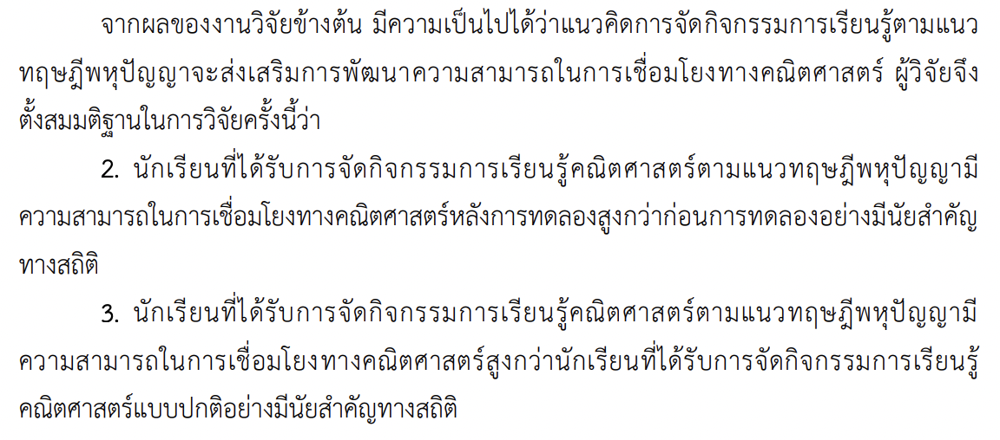 จากผลของงานวิจัยข้างต้น มีความเป็นไปได้ว่าแนวคิดการจัดกิจกรรมการเรียนรู้ตามแนว
ทฤษฎีพหุปัญญาจะส่งเสริมการพัฒนาความสามารถในการเชื่อมโยงทางคณิตศาสตร์ ผู้วิจัยจึง
ตั้งสมมติฐานในการวิจัยครั้งนี้ว่า
2. นักเรียนที่ได้รับการจัดกิจกรรมการเรียนรู้คณิตศาสตร์ตามแนวทฤษฎีพหุปัญญามี
ความสามารถในการเชื่อมโยงทางคณิตศาสตร์หลังการทดลองสูงกว่าก่อนการทดลองอย่างมีนัยสำคัญ
ทางสถิติ
3. นักเรียนที่ได้รับการจัดกิจกรรมการเรียนรู้คณิตศาสตร์ตามแนวทฤษฎีพหุปัญญามี
ความสามารถในการเชื่อมโยงทางคณิตศาสตร์สูงกว่านักเรียนที่ได้รับการจัดกิจกรรมการเรียนรู้
คณิตศาสตร์แบบปกติอย่างมีนัยสำคัญทางสถิติ